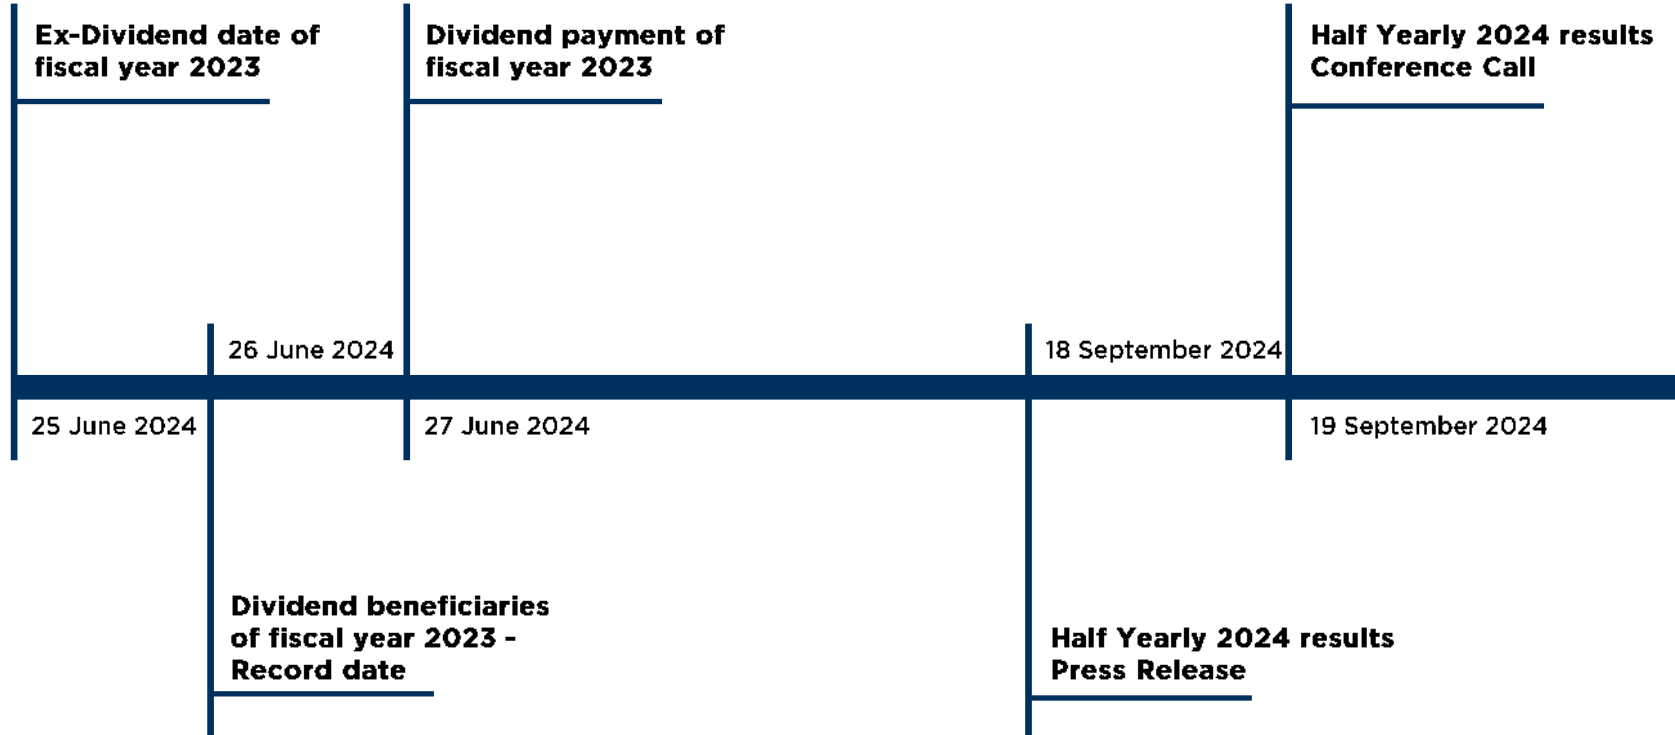 Ex-Dividend date of
fiscal year 2023
Dividend payment of
fiscal year 2023
Half Yearly 2024 results
Conference Call
26 June 2024
18 September 2024
25 June 2024
27 June 2024
19 September 2024
Dividend beneficiaries
of fiscal year 2023 -
Record date
Half Yearly 2024 results
Press Release